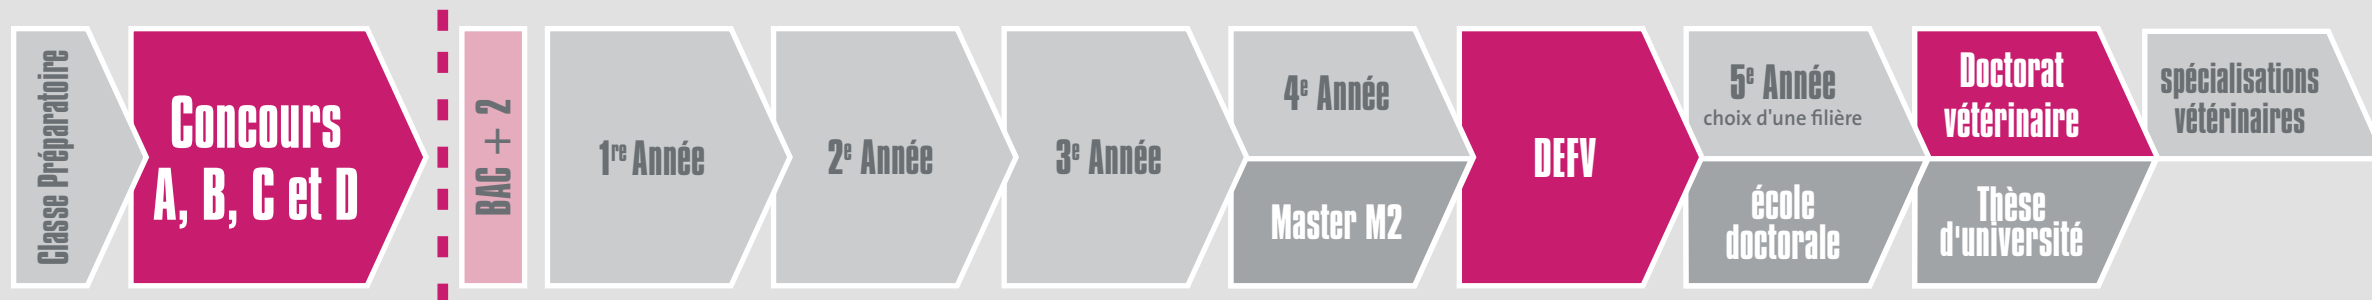 Classe Préparatoire
Concours
A, B, C et D
BAC + 2
1re Année
2e Année
3e Année
4e Année
Master M2
DEFV
5e Année
choix d'une filière
école
doctorale
Doctorat
vétérinaire
Thèse
d'université
spécialisations
vétérinaires